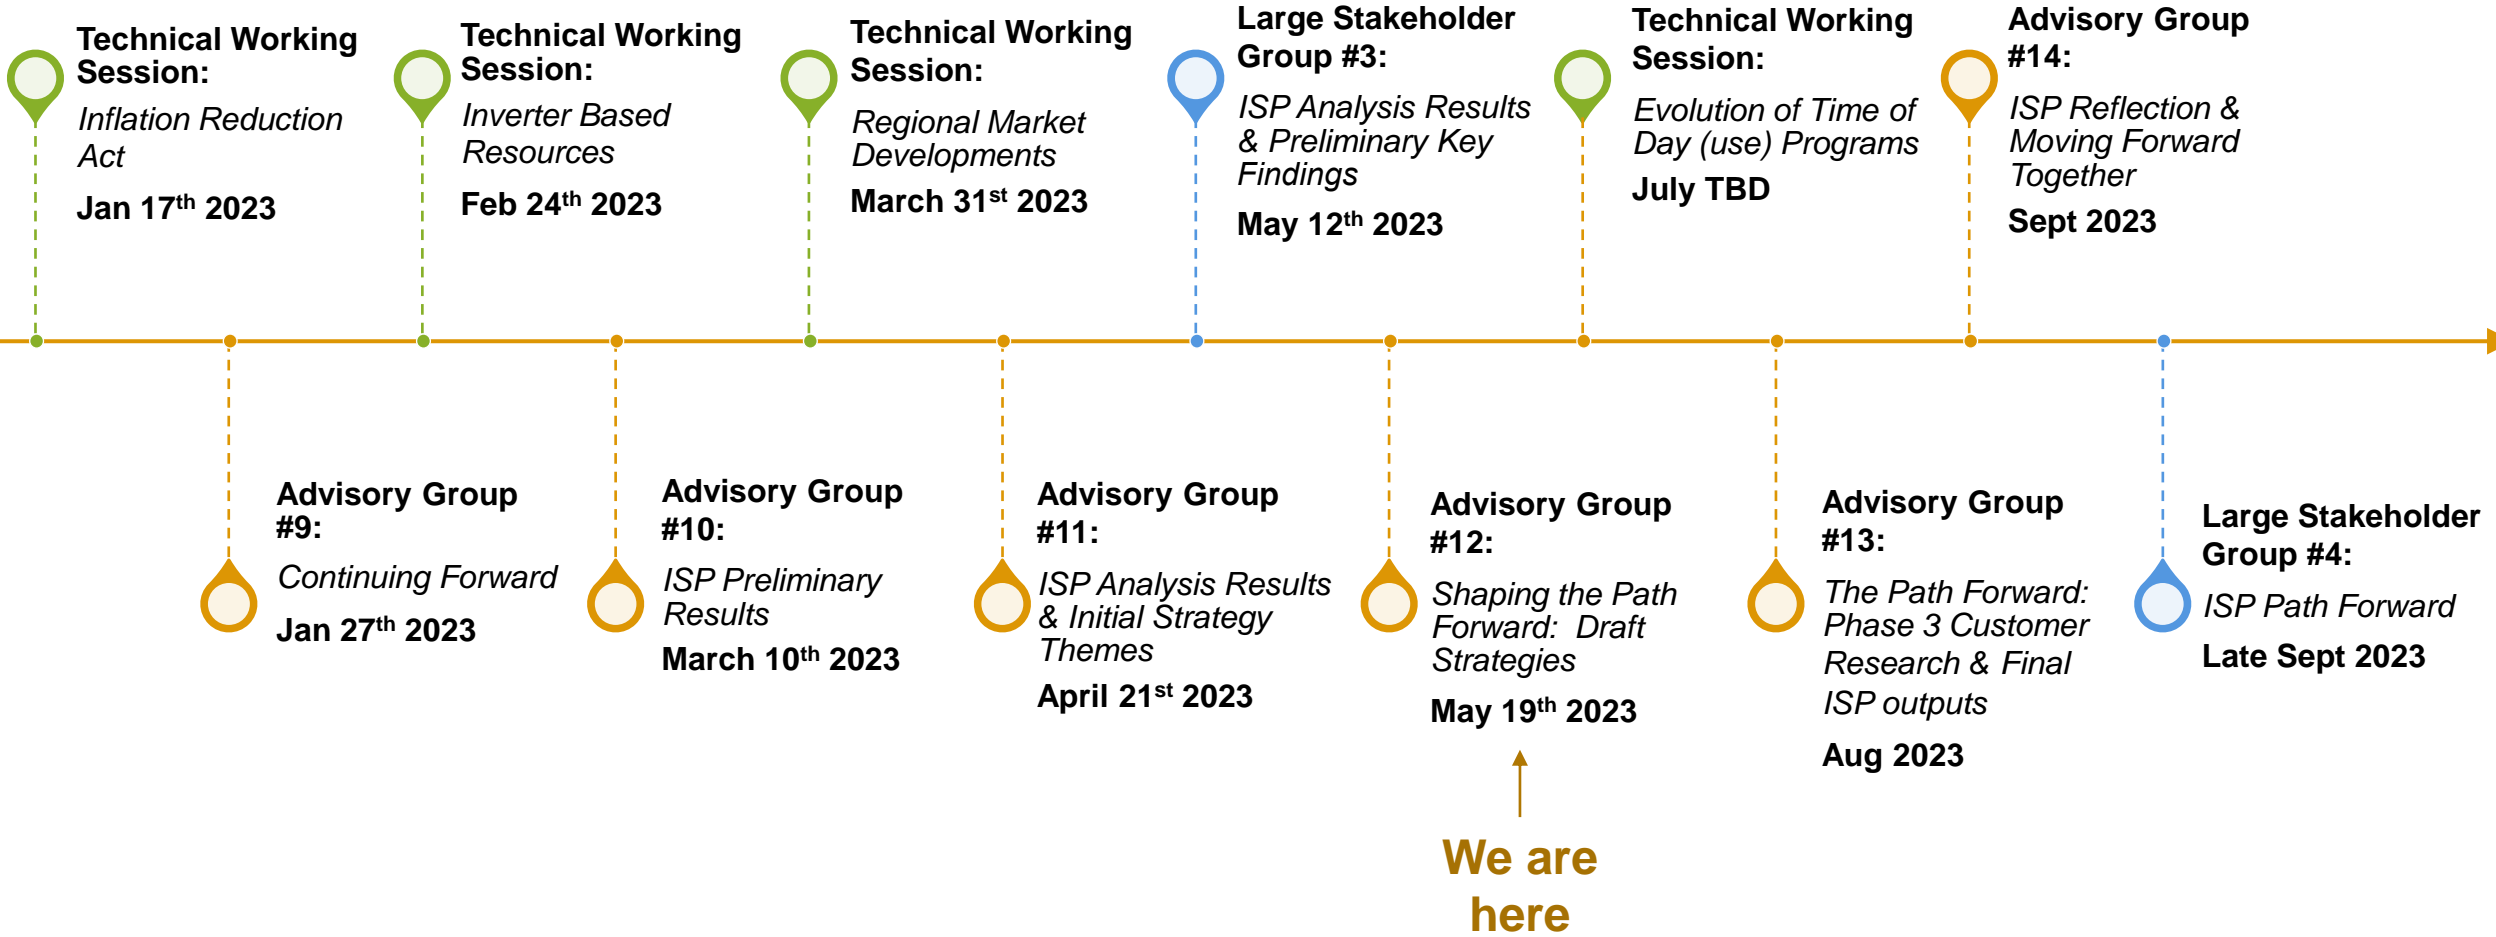 Technical Working
Session:
Inflation Reduction
Act
Jan 17th 2023
Technical Working
Session:
Inverter Based
Resources
Feb 24th 2023
Technical Working
Session:
Regional Market
Developments
March 31st 2023
Large Stakeholder
Group #3:
ISP Analysis Results
& Preliminary Key
Findings
May 12th 2023
Technical Working
Session:
Evolution of Time of
Day (use) Programs
July TBD
Advisory Group
#14:
ISP Reflection &
Moving Forward
Together
Sept 2023
Advisory Group
#9:
Continuing Forward
Jan 27th 2023
Advisory Group
#10:
ISP Preliminary
Results
March 10th 2023
Advisory Group
#11:
ISP Analysis Results
& Initial Strategy
Themes
April 21st 2023
Advisory Group
#12:
Shaping the Path
Forward: Draft
Strategies
May 19th 2023
Advisory Group
#13:
The Path Forward:
Phase 3 Customer
Research & Final
ISP outputs
Aug 2023
Large Stakeholder
Group #4:
ISP Path Forward
Late Sept 2023
We are
here